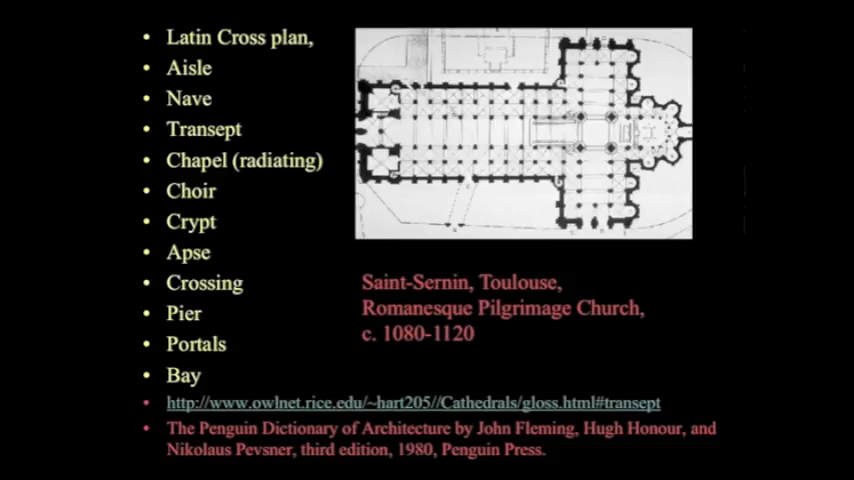 • Latin Cross plan,
• Aisle
• Nave
• Transept
• Chapel (radiating)
• Choir
• Crypt
• Apse
• Crossing
• Pier
• Portals
• Bay
Saint-Sernin, Toulouse,
Romanesque Pilgrimage Church,
c. 1080-1120
• http://www.owlnet.rice.edu/~hart205//Cathedrals/gloss.html#transept
• The Penguin Dictionary of Architecture by John Fleming, Hugh Honour, and
Nikolaus Pevsner, third edition, 1980, Penguin Press.